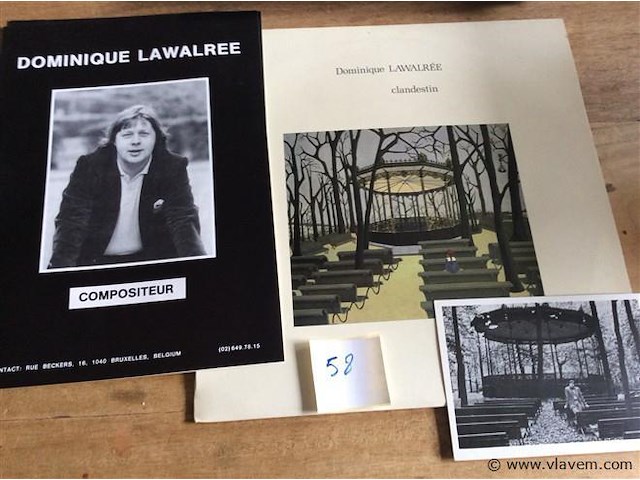 DOMINIQUE LAWALREE
COMPOSITEUR
CONTACT: RUE BECKERS, 16, 1040 BRUXELLES, BELGIUM
(02) 649.76.15
Dominique LAWALRÉE
clandestin
58
© www.vlavem.com